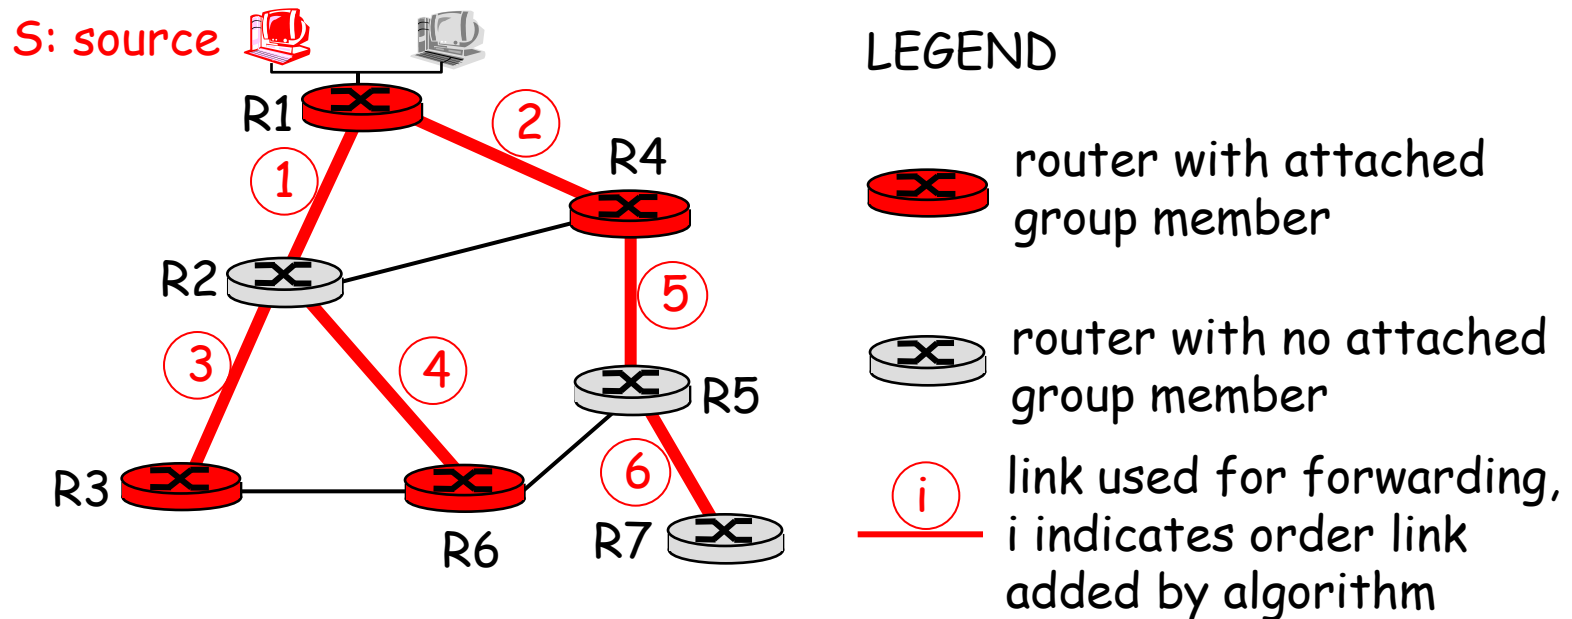 S: source
LEGEND
R1
2
R4
router with attached
group member
1
R2
5
router with no attached
group member
3
4
R5
6
R3
i
link used for forwarding,
i indicates order link
added by algorithm
R6
R7